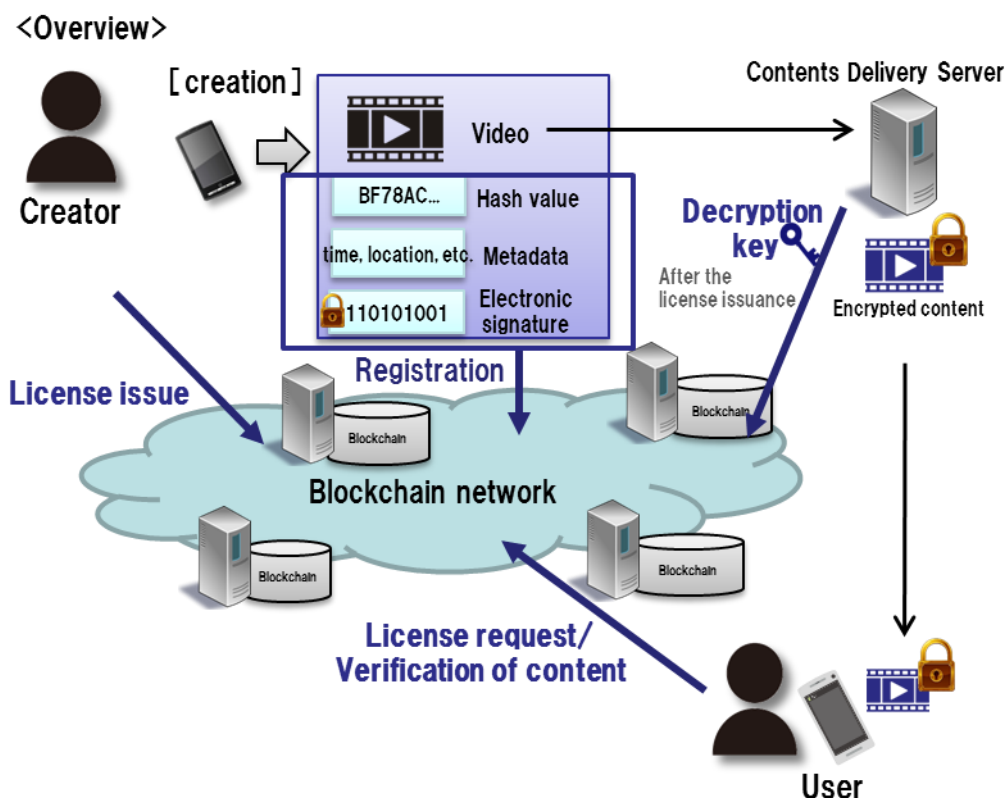 <Overview>
[creation]
Contents Delivery Server
Video
Creator
BF78AC...
Hash value
time, location, etc.
Metadata
110101001
Electronic
signature
Decryption
key
After the
license issuance
Encrypted content
License issue
Registration
Blockchain
Blockchain
Blockchain network
Blockchain
Blockchain
License request/
Verification of content
User